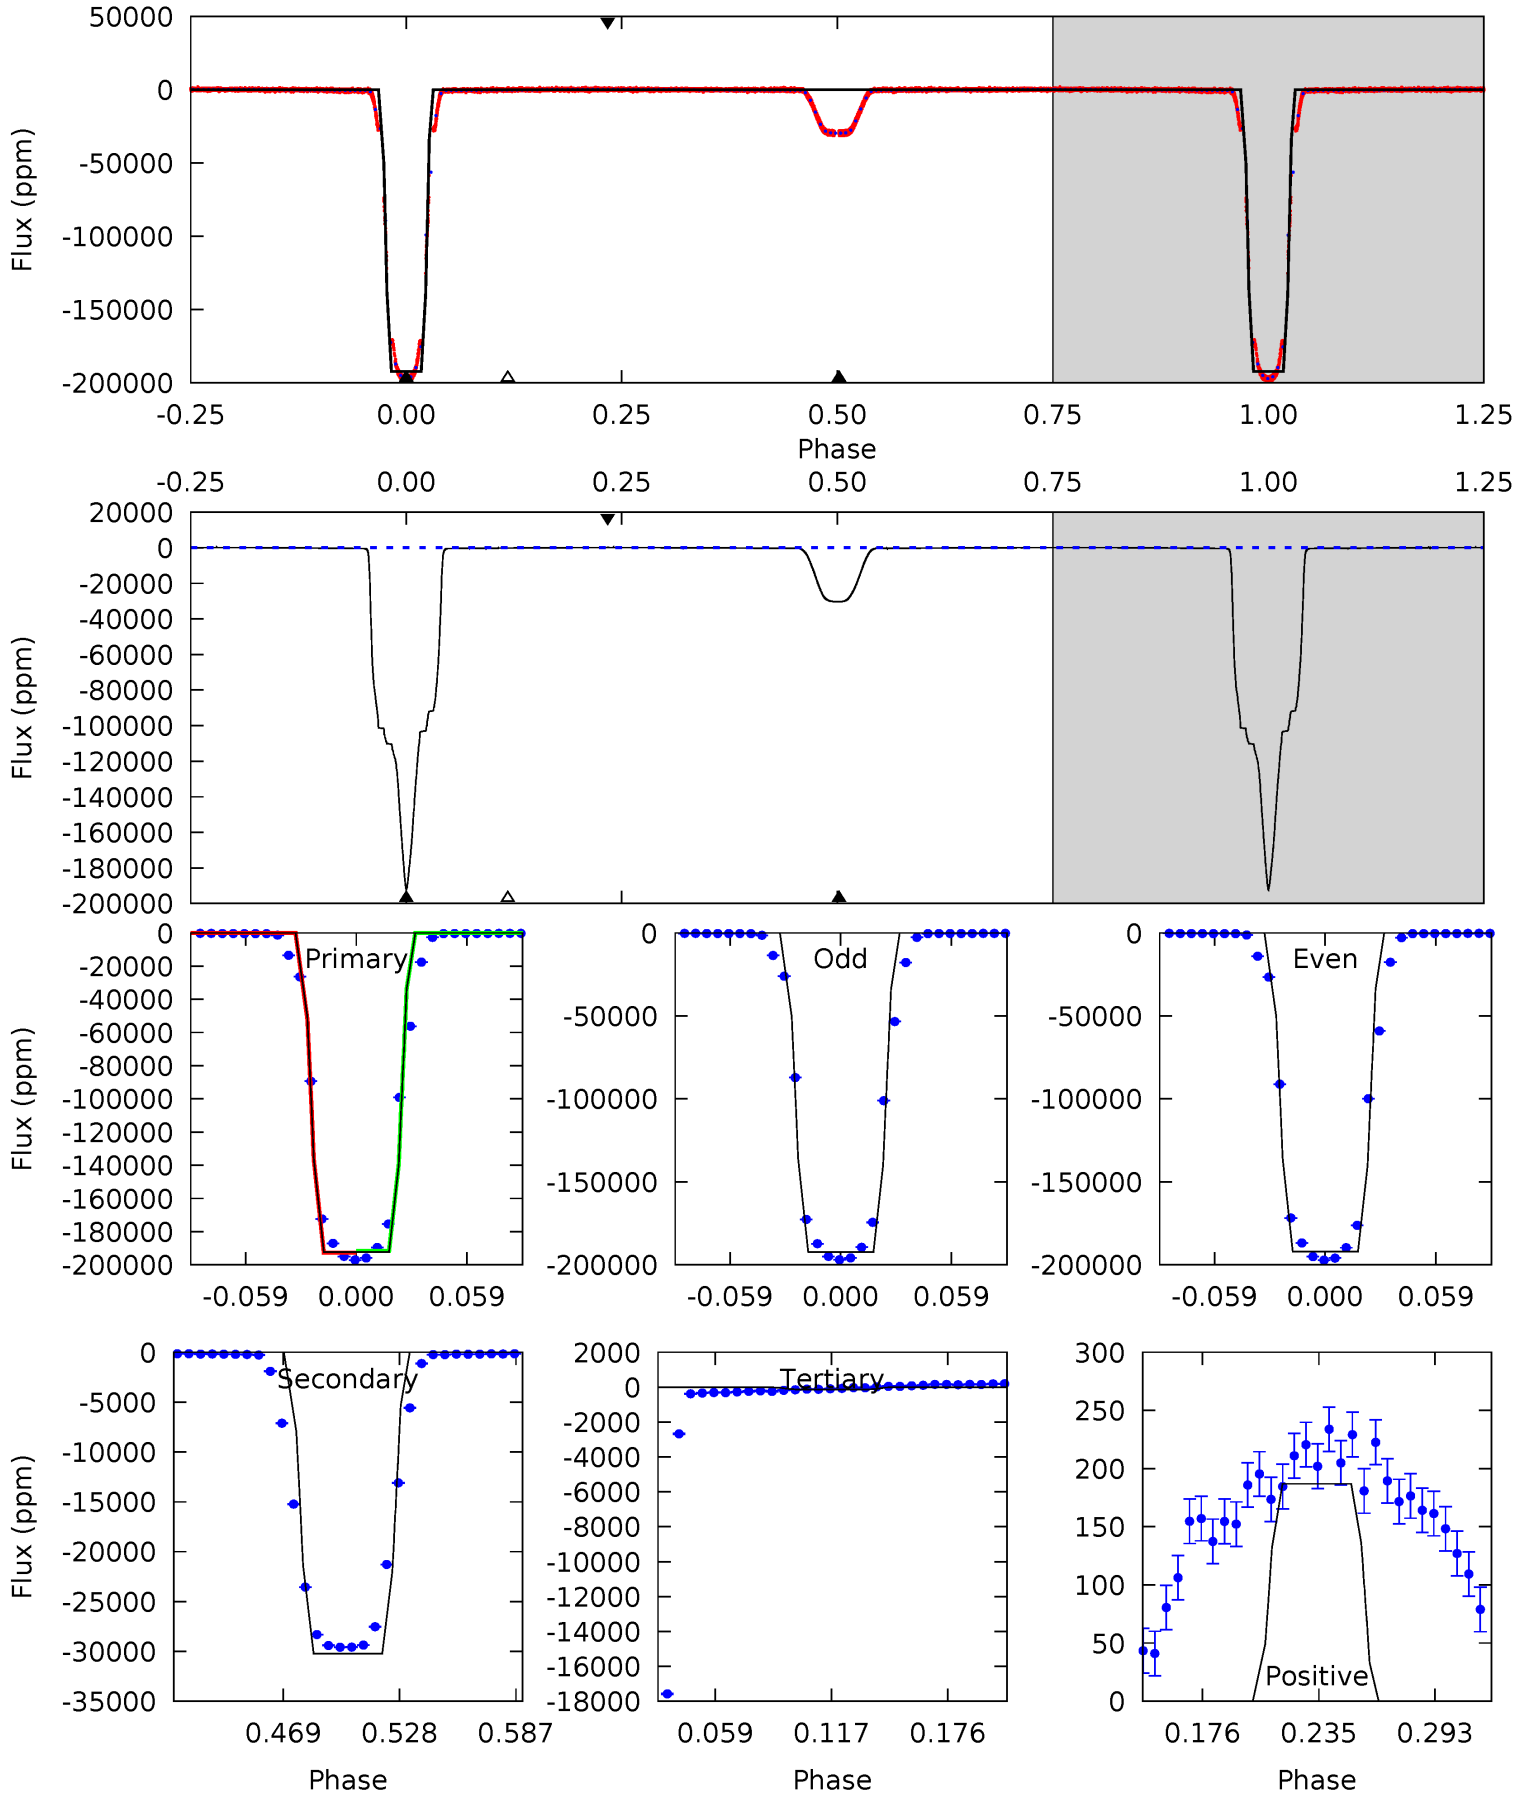 50000
0
-50000
-100000
-150000
-200000
Flux (ppm)
-0.25 0.00 0.25 0.50 0.75 1.00 1.25
Phase
-0.25 0.00 0.25 0.50 0.75 1.00 1.25
20000
0
-20000
-40000
-60000
-80000
-100000
-120000
-140000
-160000
-180000
-200000
Flux (ppm)
0
-20000
-40000
-60000
-80000
-100000
-120000
-140000
-160000
-180000
-200000
Flux (ppm)
Primary
-0.059 0.000 0.059
0
-50000
-100000
-150000
-200000
Odd
-0.059 0.000 0.059
0
-50000
-100000
-150000
-200000
Even
-0.059 0.000 0.059
0
-5000
-10000
-15000
-20000
-25000
-30000
-35000
Flux (ppm)
Secondary
0.469 0.528 0.587
Phase
2000
0
-2000
-4000
-6000
-8000
-10000
-12000
-14000
-16000
-18000
Tertiary
0.059 0.117 0.176
Phase
300
250
200
150
100
50
0
Positive
0.176 0.235 0.293
Phase